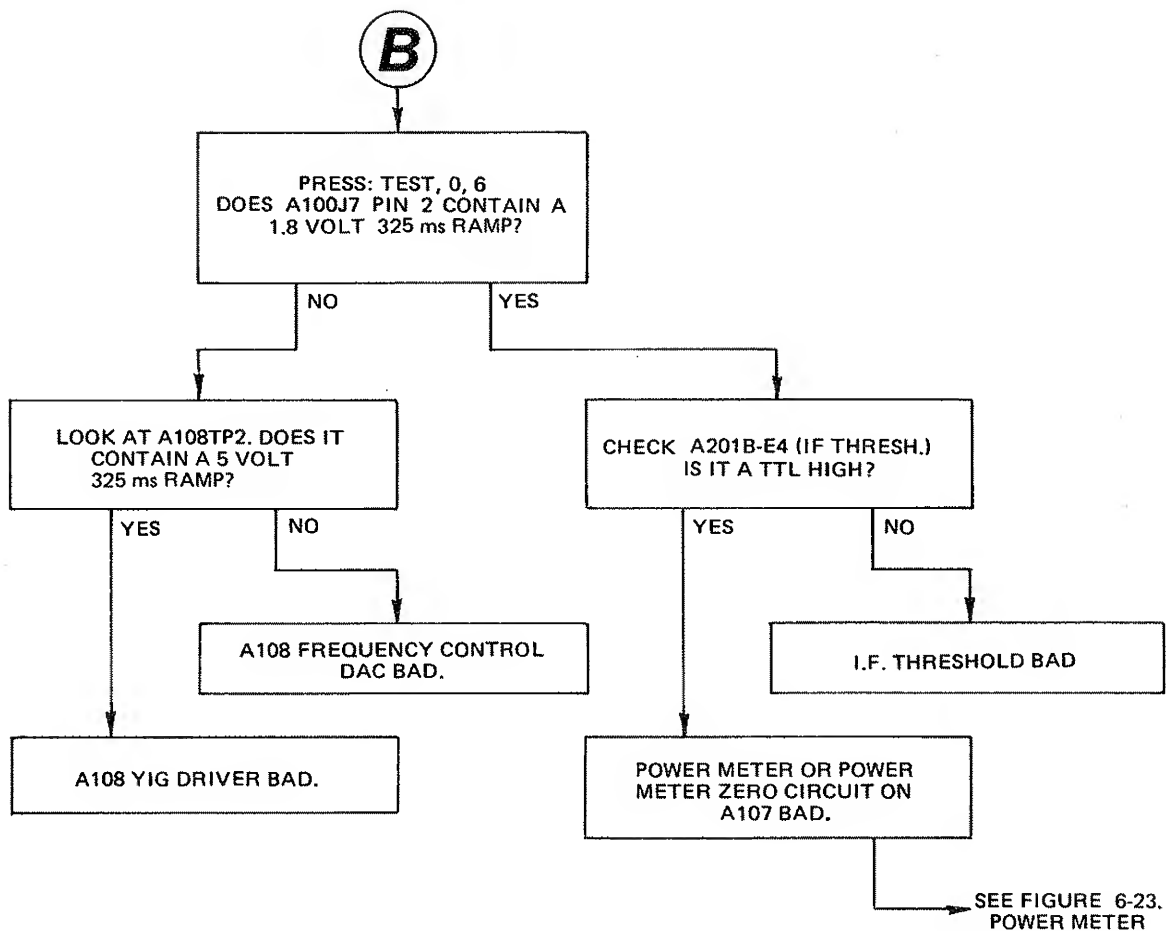 B
PRESS: TEST, 0, 6
DOES A100J7 PIN 2 CONTAIN A
1.8 VOLT 325 ms RAMP?
NO
YES
LOOK AT A108TP2. DOES IT
CONTAIN A 5 VOLT
325 ms RAMP?
CHECK A201B-E4 (IF THRESH.)
IS IT A TTL HIGH?
YES
NO
YES
NO
A108 FREQUENCY CONTROL
DAC BAD.
I.F. THRESHOLD BAD
A108 YIG DRIVER BAD.
POWER METER OR POWER
METER ZERO CIRCUIT ON
A107 BAD.
SEE FIGURE 6-23.
POWER METER